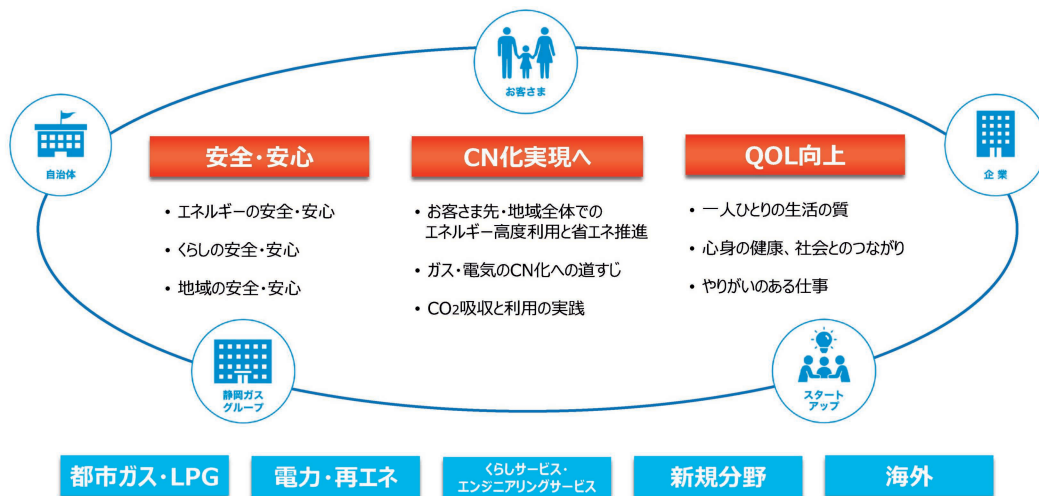 お客さま
自治体
企業
安全・安心
CN化実現へ
QOL向上
・エネルギーの安全・安心
・くらしの安全・安心
・地域の安全・安心
・お客さま先・地域全体での
エネルギー高度利用と省エネ推進
・ガス・電気のCN化への道すじ
・CO₂吸収と利用の実践
・一人ひとりの生活の質
・心身の健康、社会とのつながり
・やりがいのある仕事
静岡ガス
グループ
スタート
アップ
都市ガス・LPG
電力・再エネ
くらしサービス・
エンジニアリングサービス
新規分野
海外